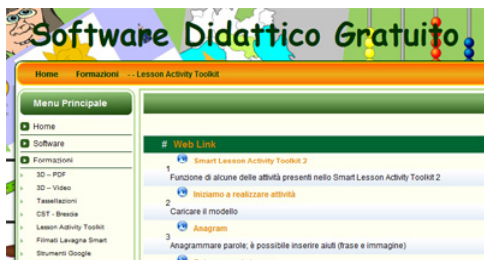 Software Didattico Gratuito
Home Formazioni - - Lesson Activity Toolkit
Menu Principale
Home
Software
Formazioni
3D – PDF
3D – Video
Tassellazioni
CST - Brescia
Lesson Activity Toolkit
Filmati Lavagna Smart
Strumenti Google
# Web Link
1 Smart Lesson Activity Toolkit 2
Funzione di alcune delle attività presenti nello Smart Lesson Activity Toolkit 2
2 Iniziamo a realizzare attività
Caricare il modello
3 Anagram
Anagrammare parole; è possibile inserire aiuti (frase e immagine)